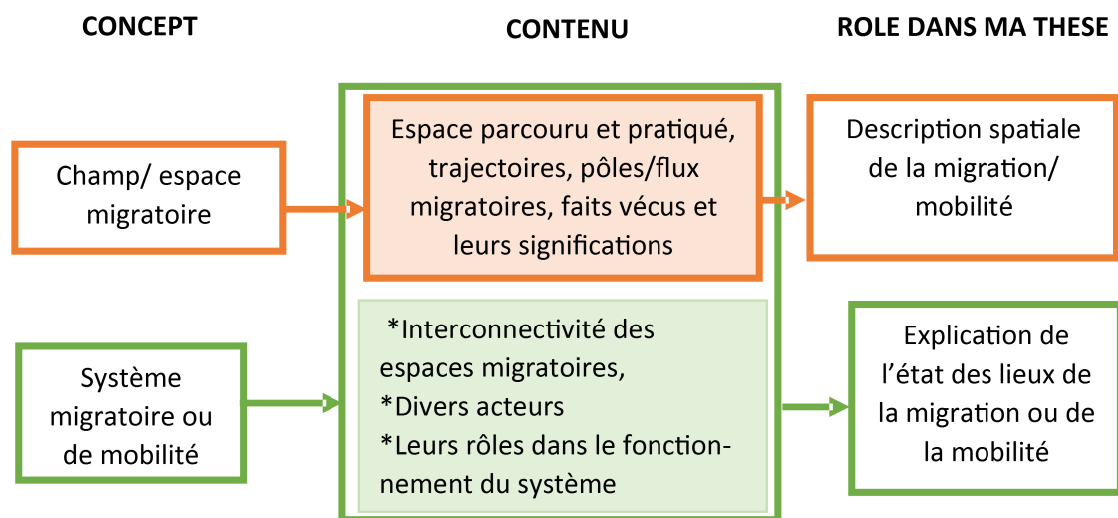 CONCEPT
CONTENU
ROLE DANS MA THESE
Champ/ espace
migratoire
Espace parcouru et pratiqué,
trajectoires, pôles/flux
migratoires, faits vécus et
leurs significations
Description spatiale
de la migration/
mobilité
Système
migratoire ou
de mobilité
*Interconnectivité des
espaces migratoires,
*Divers acteurs
*Leurs rôles dans le fonction-
nement du système
Explication de
l’état des lieux de
la migration ou de
la mobilité